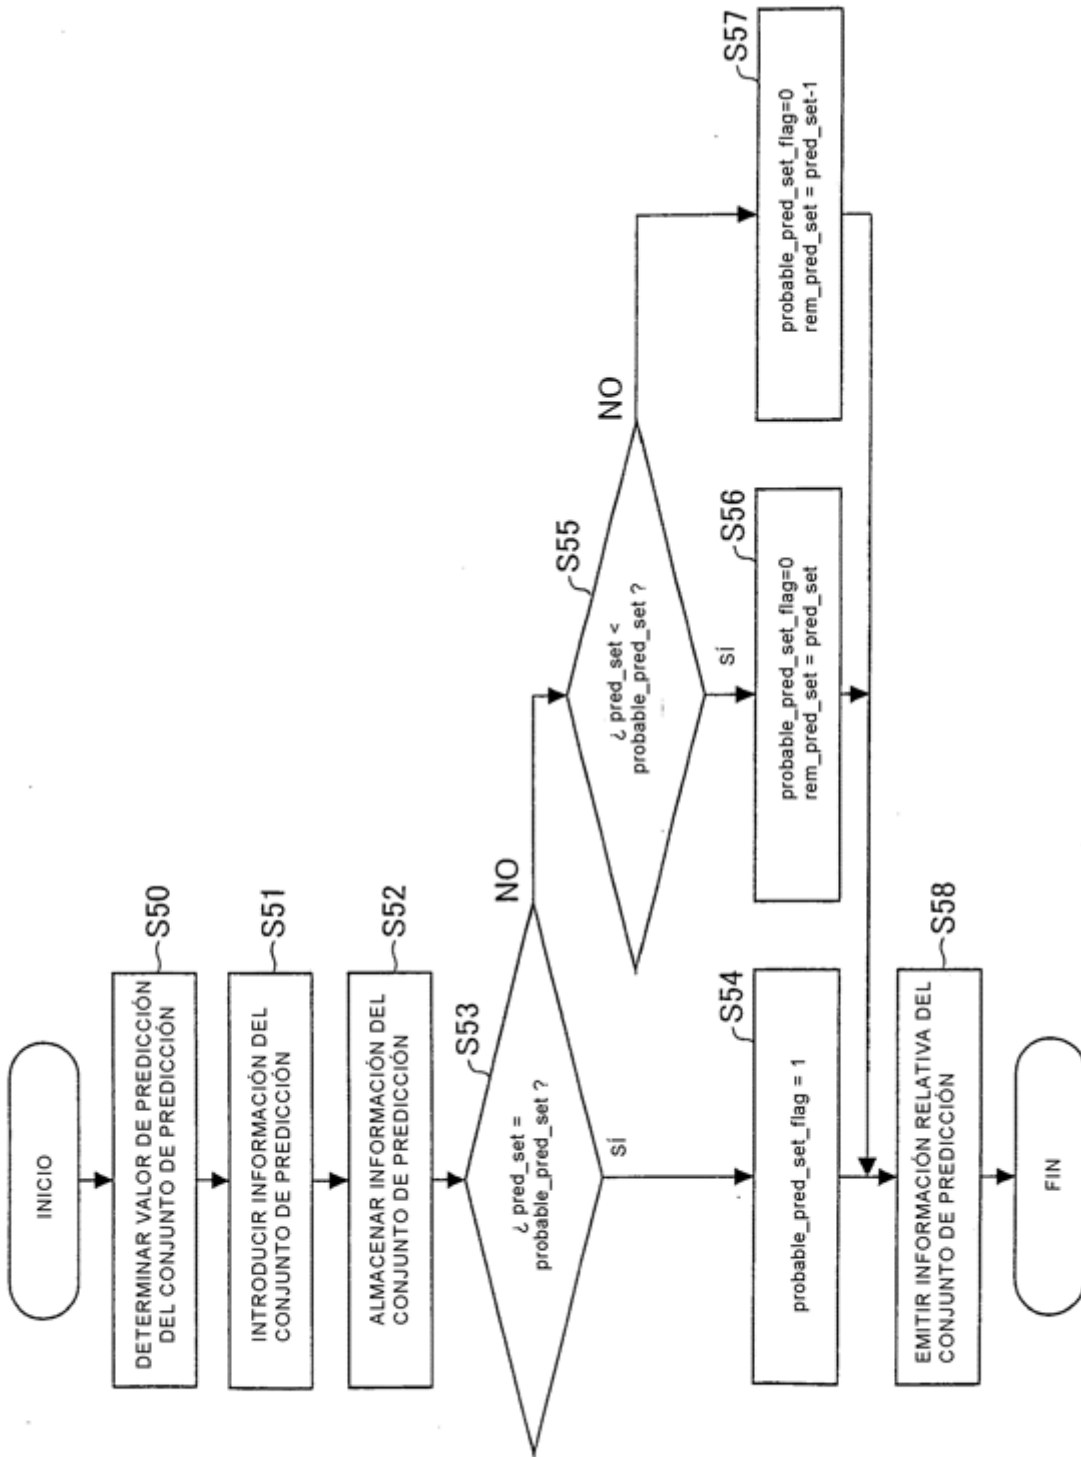 INICIO
DETERMINAR VALOR DE PREDICCIÓN
DEL CONJUNTO DE PREDICCIÓN
S50
INTRODUCIR INFORMACIÓN DEL
CONJUNTO DE PREDICCIÓN
S51
ALMACENAR INFORMACIÓN DEL
CONJUNTO DE PREDICCIÓN
S52
¿ pred_set =
probable_pred_set ?
S53
NO
sí
¿ pred_set <
probable_pred_set ?
S55
NO
sí
probable_pred_set_flag = 1
S54
probable_pred_set_flag=0
rem_pred_set = pred_set
S56
probable_pred_set_flag=0
rem_pred_set = pred_set-1
S57
EMITIR INFORMACIÓN RELATIVA DEL
CONJUNTO DE PREDICCIÓN
S58
FIN